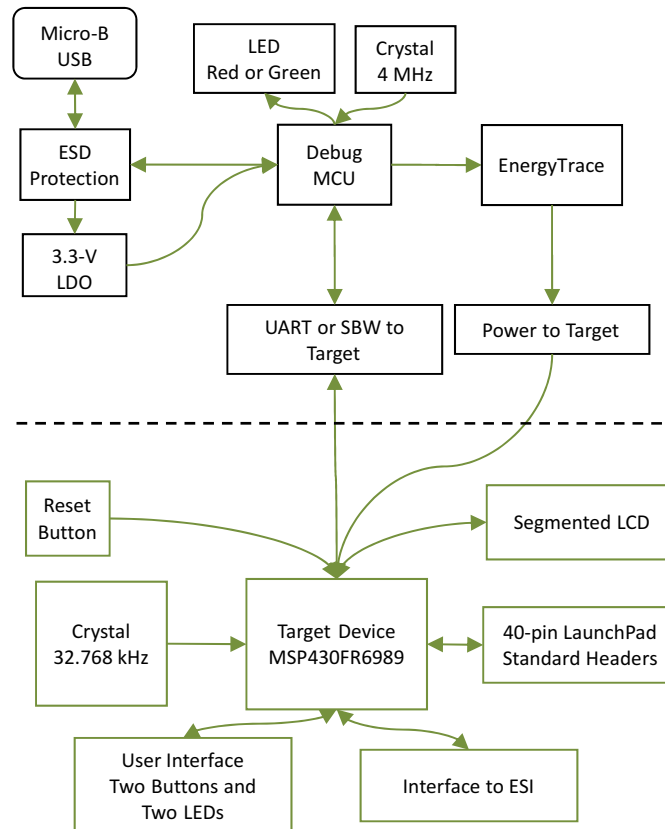 Micro-B
USB
LED
Red or Green
Crystal
4 MHz
ESD
Protection
Debug
MCU
EnergyTrace
3.3-V
LDO
UART or SBW to
Target
Power to Target
Reset
Button
Segmented LCD
Crystal
32.768 kHz
Target Device
MSP430FR6989
40-pin LaunchPad
Standard Headers
User Interface
Two Buttons and
Two LEDs
Interface to ESI